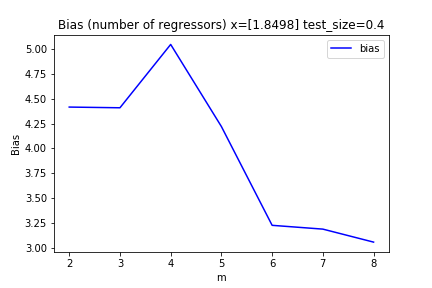 Bias (number of regressors) x=[1.8498] test_size=0.4
bias
5.00
4.75
4.50
4.25
4.00
3.75
3.50
3.25
3.00
Bias
2 3 4 5 6 7 8
m